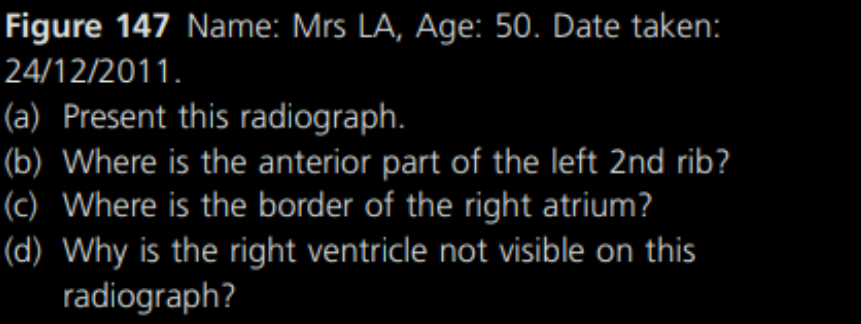 Figure 147 Name: Mrs LA, Age: 50. Date taken:
24/12/2011.
(a) Present this radiograph.
(b) Where is the anterior part of the left 2nd rib?
(c) Where is the border of the right atrium?
(d) Why is the right ventricle not visible on this
radiograph?